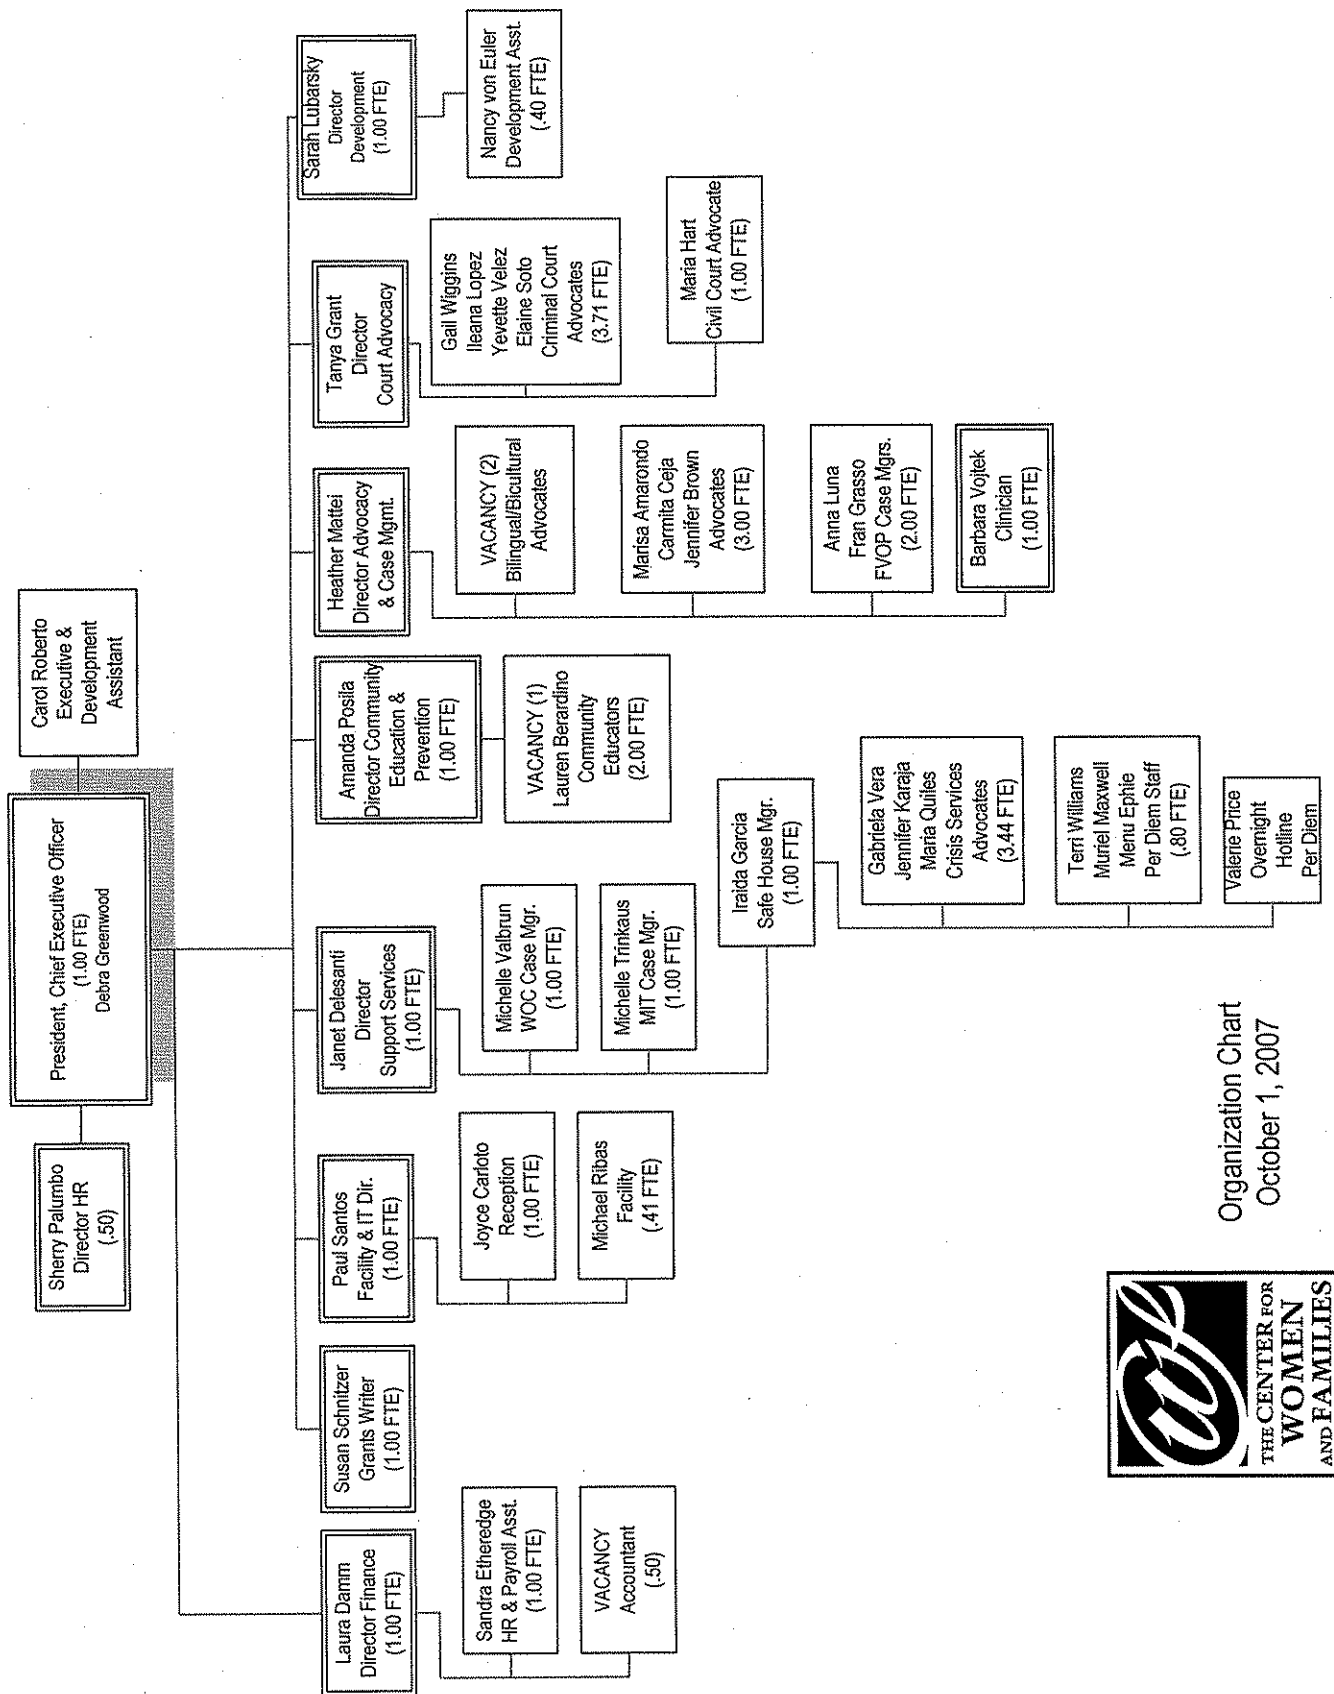 Sherry Palumbo
Director HR
(.50)
President, Chief Executive Officer
(1.00 FTE)
Debra Greenwood
Carol Roberto
Executive &
Development
Assistant
Laura Damm
Director Finance
(1.00 FTE)
Sandra Etheredge
HR & Payroll Asst.
(1.00 FTE)
VACANCY
Accountant
(.50)
Susan Schnitzer
Grants Writer
(1.00 FTE)
Paul Santos
Facility & IT Dir.
(1.00 FTE)
Joyce Carloto
Reception
(1.00 FTE)
Michael Ribas
Facility
(.41 FTE)
Janet Delesanti
Director
Support Services
(1.00 FTE)
Michelle Valbrun
WOC Case Mgr.
(1.00 FTE)
Michelle Trinkaus
MIT Case Mgr.
(1.00 FTE)
Iraida Garcia
Safe House Mgr.
(1.00 FTE)
Gabriela Vera
Jennifer Karaja
Maria Quiles
Crisis Services
Advocates
(3.44 FTE)
Terri Williams
Muriel Maxwell
Menu Ephie
Per Diem Staff
(.80 FTE)
Valerie Price
Overnight
Hotline
Per Diem
Amanda Posila
Director Community
Education &
Prevention
(1.00 FTE)
VACANCY (1)
Lauren Berardino
Community
Educators
(2.00 FTE)
Heather Mattei
Director Advocacy
& Case Mgmt.
VACANCY (2)
Bilingual/Bicultural
Advocates
Marisa Amarondo
Carmita Ceja
Jennifer Brown
Advocates
(3.00 FTE)
Anna Luna
Fran Grasso
FVOP Case Mgrs.
(2.00 FTE)
Barbara Vojtek
Clinician
(1.00 FTE)
Tanya Grant
Director
Court Advocacy
Gail Wiggins
Ileana Lopez
Yevette Velez
Elaine Soto
Criminal Court
Advocates
(3.71 FTE)
Maria Hart
Civil Court Advocate
(1.00 FTE)
Sarah Lubarsky
Director
Development
(1.00 FTE)
Nancy von Euler
Development Asst.
(.40 FTE)
cwf
THE CENTER FOR
WOMEN
AND FAMILIES
Organization Chart
October 1, 2007